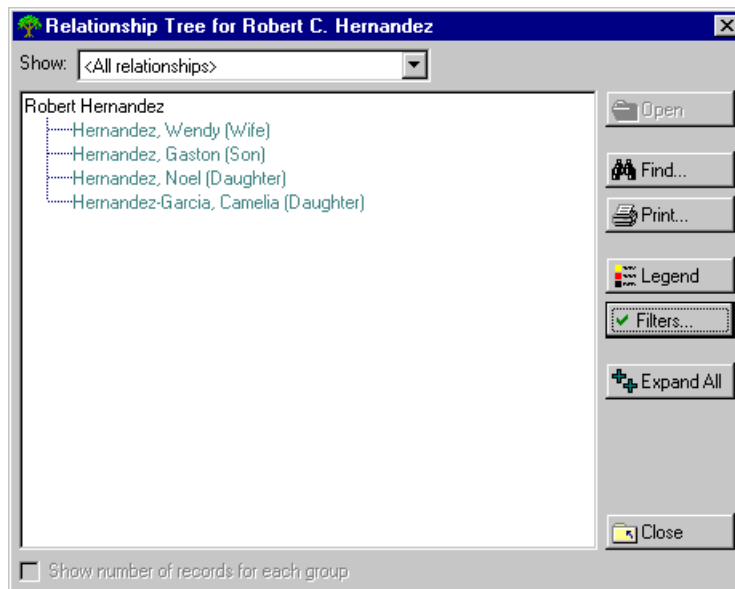 Relationship Tree for Robert C. Hernandez
Show: <All relationships>
Robert Hernandez
Hernandez, Wendy (Wife)
Hernandez, Gaston (Son)
Hernandez, Noel (Daughter)
Hernandez-Garcia, Camelia (Daughter)
Open
Find...
Print...
Legend
Filters...
Expand All
Close
Show number of records for each group